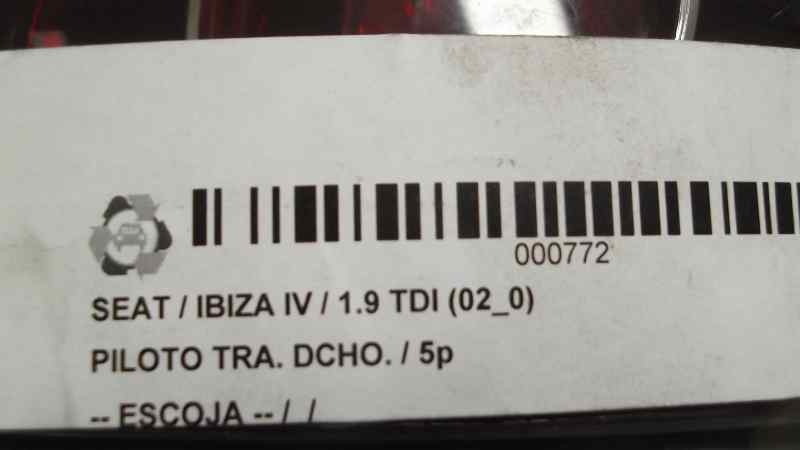 000772
SEAT / IBIZA IV / 1.9 TDI (02_0)
PILOTO TRA. DCHO. / 5p
-- ESCOJA -- / /